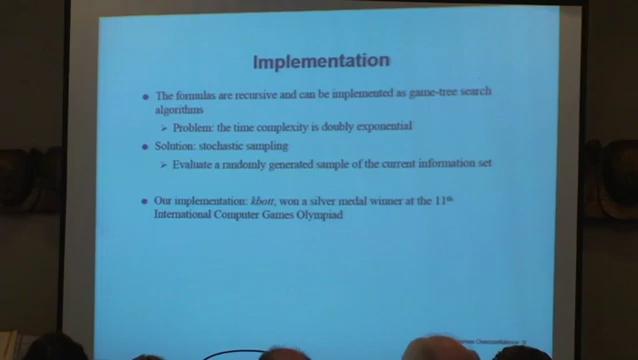 Implementation
• The formulas are recursive and can be implemented as game-tree search
algorithms
➢ Problem: the time complexity is doubly exponential
• Solution: stochastic sampling
➢ Evaluate a randomly generated sample of the current information set
• Our implementation: kbott, won a silver medal winner at the 11th
International Computer Games Olympiad
Overconfidence